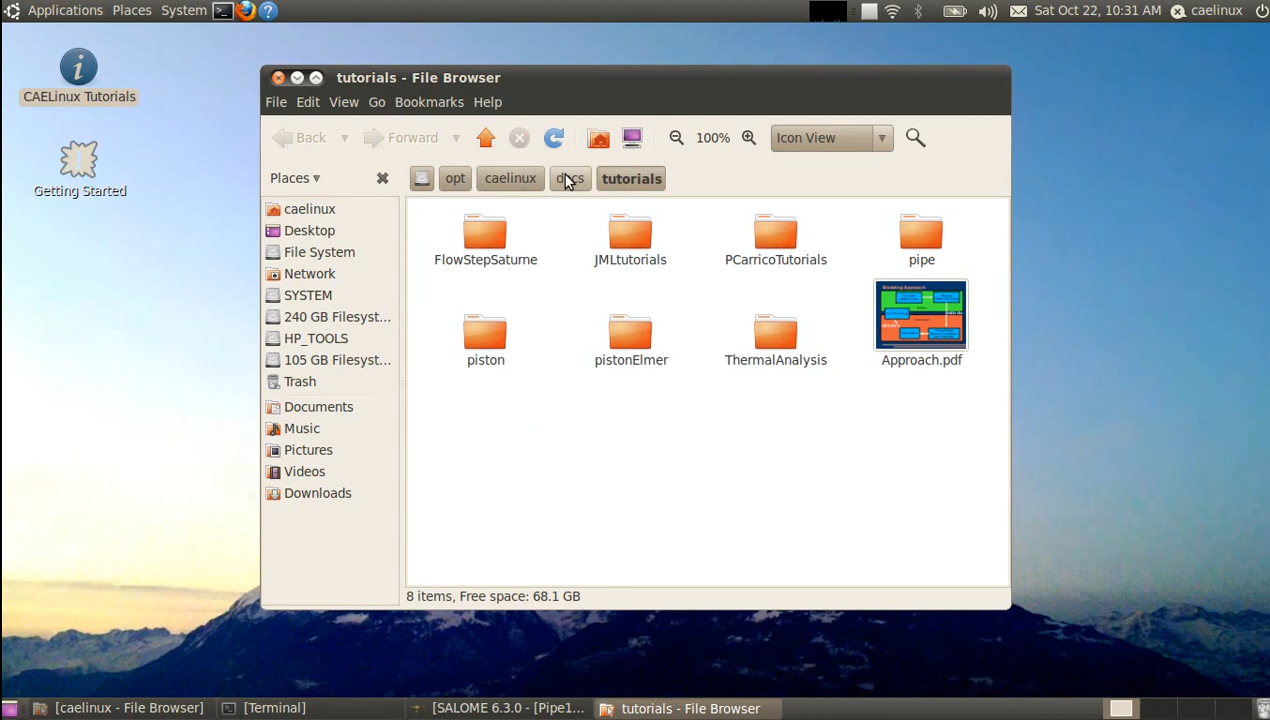 Applications Places System Sat Oct 22, 10:31 AM caelinux
CAELinux Tutorials
Getting Started
tutorials - File Browser
File Edit View Go Bookmarks Help
Back Forward 100% Icon View
Places opt caelinux docs tutorials
caelinux
Desktop
File System
Network
SYSTEM
240 GB Filesyst...
HP_TOOLS
105 GB Filesyst...
Trash
Documents
Music
Pictures
Videos
Downloads
FlowStepSaturne JMLtutorials PCarricoTutorials pipe
Modeling Approach
piston pistonElmer ThermalAnalysis Approach.pdf
8 items, Free space: 68.1 GB
[caelinux - File Browser] [Terminal] [SALOME 6.3.0 - [Pipe1... tutorials - File Browser